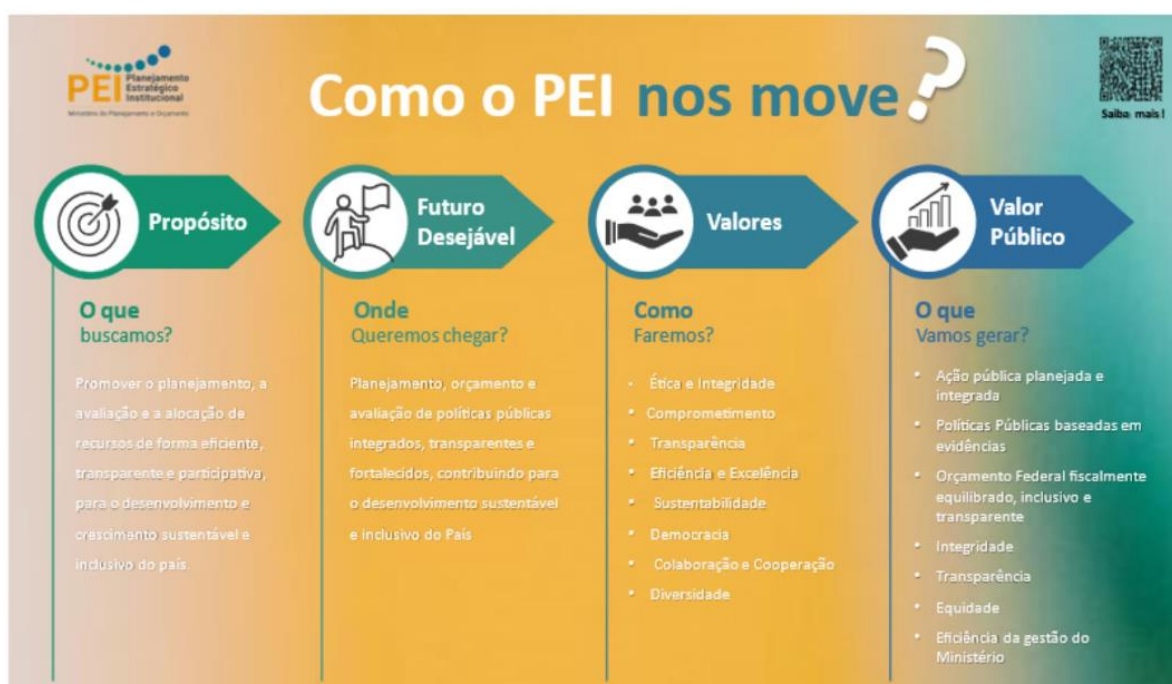 PEI Planejamento
Estratégico
Institucional
Ministério do Planejamento e Orçamento
Como o PEI nos move?
Saiba mais!
Propósito
O que
buscamos?
Promover o planejamento, a
avaliação e a alocação de
recursos de forma eficiente,
transparente e participativa,
para o desenvolvimento e
crescimento sustentável e
inclusivo do país.
Futuro
Desejável
Onde
Queremos chegar?
Planejamento, orçamento e
avaliação de políticas públicas
integrados, transparentes e
fortalecidos, contribuindo para
o desenvolvimento sustentável
e inclusivo do País
Valores
Como
Faremos?
• Ética e Integridade
• Comprometimento
• Transparência
• Eficiência e Excelência
• Sustentabilidade
• Democracia
• Colaboração e Cooperação
• Diversidade
Valor
Público
O que
Vamos gerar?
• Ação pública planejada e
integrada
• Políticas Públicas baseadas em
evidências
• Orçamento Federal fiscalmente
equilibrado, inclusivo e
transparente
• Integridade
• Transparência
• Equidade
• Eficiência da gestão do
Ministério